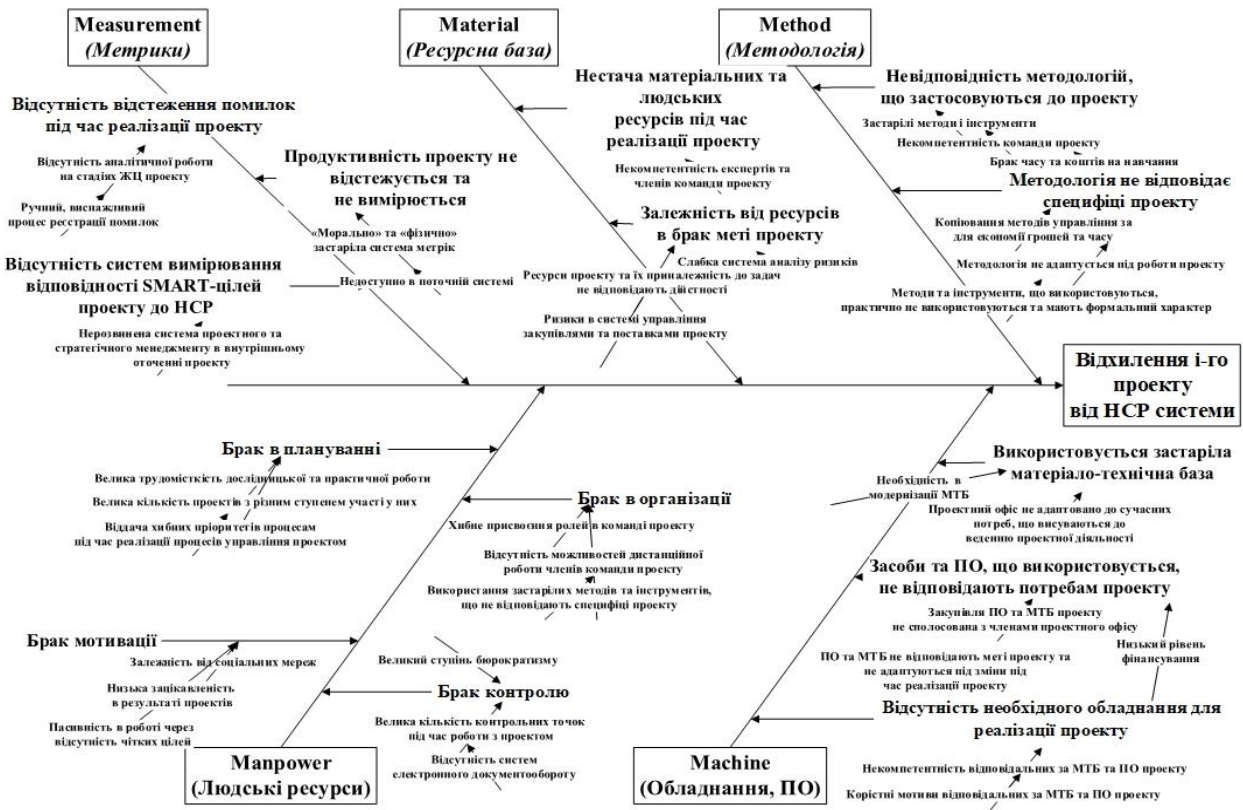 Measurement
(Метрики)
Material
(Ресурсна база)
Method
(Методологія)
Відсутність відстеження помилок
під час реалізації проекту
Відсутність аналітичної роботи
на стадіях ЖЦ проекту
Ручний, виснажливий
процес реєстрації помилок
Продуктивність проекту не
відстежується та
не вимірюється
«Морально» та «фізично»
застаріла система метрік
Недоступно в поточній системі
Відсутність систем вимірювання
відповідності SMART-цілей
проекту до НСР
Нерозвинена система проектного та
стратегічного менеджменту в внутрішньому
оточенні проекту
Нестача матеріальних та
людських
ресурсів під час
реалізації проекту
Некомпетентність експертів та
членів команди проекту
Залежність від ресурсів
в брак меті проекту
Слабка система аналізу ризиків
Ресурси проекту та їх приналежність до задач
не відповідають дійстності
Ризики в системі управління
закупівлями та поставками проекту
Невідповідність методологій,
що застосовуються до проекту
Застарілі методи і інструменти
Некомпетентність команди проекту
Брак часу та коштів на навчання
Методологія не відповідає
специфіці проекту
Копіювання методів управління за
для економії грошей та часу
Методологія не адаптується під роботи проекту
Методи та інструменти, що використовуються,
практично не використовуються та мають формальний характер
Відхилення і-го
проекту
від НСР системи
Брак в плануванні
Велика трудомісткість дослідницької та практичної роботи
Велика кількість проектів з різним ступенем участі у них
Віддача хибних пріоритетів процесам
під час реалізації процесів управління проектом
Брак в організації
Хибне присвоєння ролей в команді проекту
Відсутність можливостей дистанційної
роботи членів команди проекту
Використання застарілих методів та інструментів,
що не відповідають специфіці проекту
Брак мотивації
Залежність від соціальних мереж
Низька зацікавленість
в результаті проектів
Пасивність в роботі через
відсутність чітких цілей
Великий ступінь бюрократизму
Брак контролю
Велика кількість контрольних точок
під час роботи з проектом
Відсутність систем
електронного документообороту
Використовується застаріла
матеріало-технічна база
Необхідність в
модернізації МТБ
Проектний офіс не адаптовано до сучасних
потреб, що висуваються до
веденню проектної діяльності
Засоби та ПО, що використовується,
не відповідають потребам проекту
Закупівля ПО та МТБ проекту
не сполосована з членами проектного офісу
Низький рівень
фінансування
ПО та МТБ не відповідають меті проекту та
не адаптуються під зміни під
час реалізації проекту
Відсутність необхідного обладнання для
реалізації проекту
Некомпетентність відповідальних за МТБ та ПО проекту
Корістні мотиви відповідальних за МТБ та ПО проекту
Manpower
(Людські ресурси)
Machine
(Обладнання, ПО)